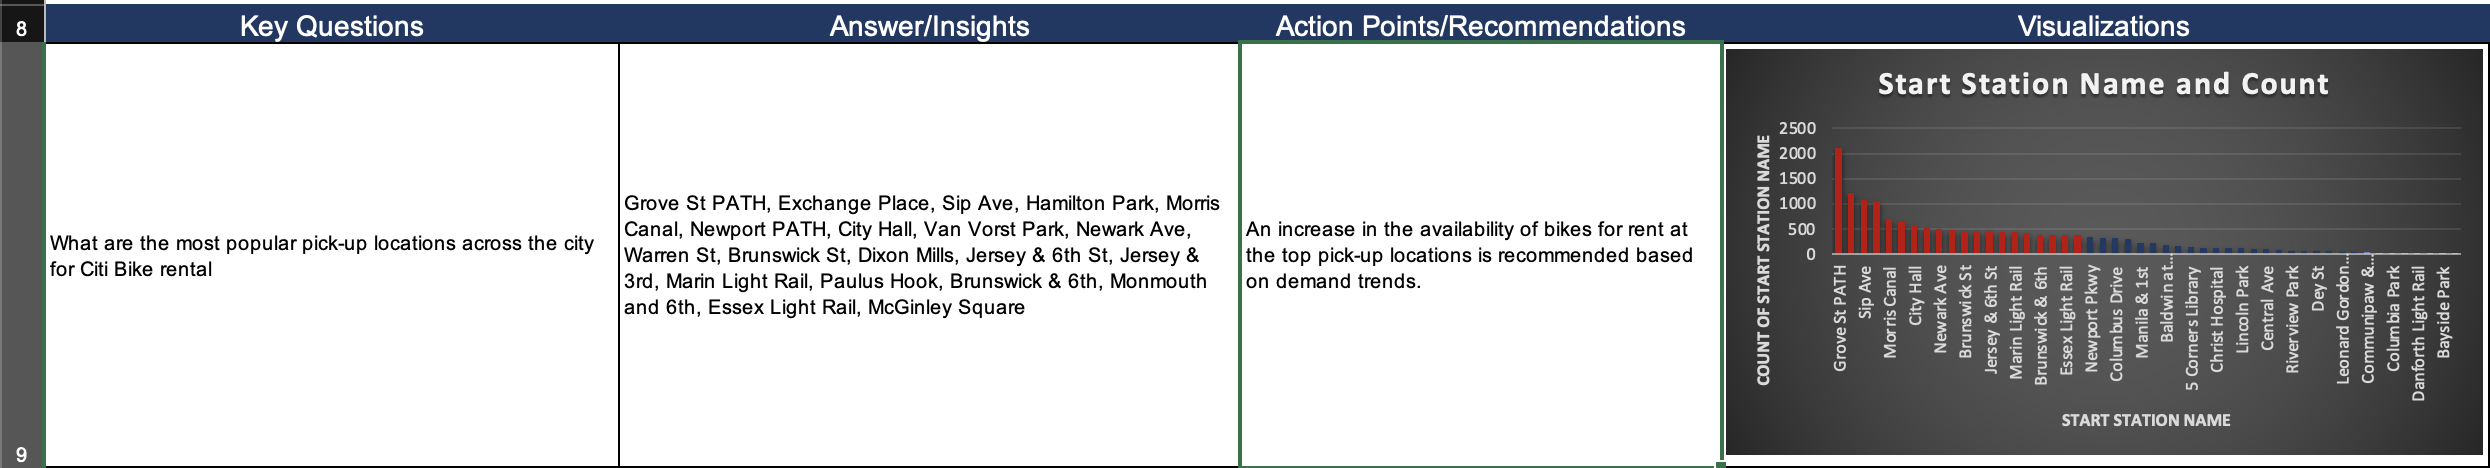 8
Key Questions
Answer/Insights
Action Points/Recommendations
Visualizations
9
What are the most popular pick-up locations across the city
for Citi Bike rental
Grove St PATH, Exchange Place, Sip Ave, Hamilton Park, Morris
Canal, Newport PATH, City Hall, Van Vorst Park, Newark Ave,
Warren St, Brunswick St, Dixon Mills, Jersey & 6th St, Jersey &
3rd, Marin Light Rail, Paulus Hook, Brunswick & 6th, Monmouth
and 6th, Essex Light Rail, McGinley Square
An increase in the availability of bikes for rent at
the top pick-up locations is recommended based
on demand trends.
Start Station Name and Count
COUNT OF START STATION NAME
2500
2000
1500
1000
500
0
Grove St PATH
Sip Ave
Morris Canal
City Hall
Newark Ave
Brunswick St
Jersey & 6th St
Marin Light Rail
Brunswick & 6th
Essex Light Rail
Newport Pkwy
Columbus Drive
Manila & 1st
Baldwin at…
5 Corners Library
Christ Hospital
Lincoln Park
Central Ave
Riverview Park
Dey St
Leonard Gordon…
Communipaw &…
Columbia Park
Danforth Light Rail
Bayside Park
START STATION NAME